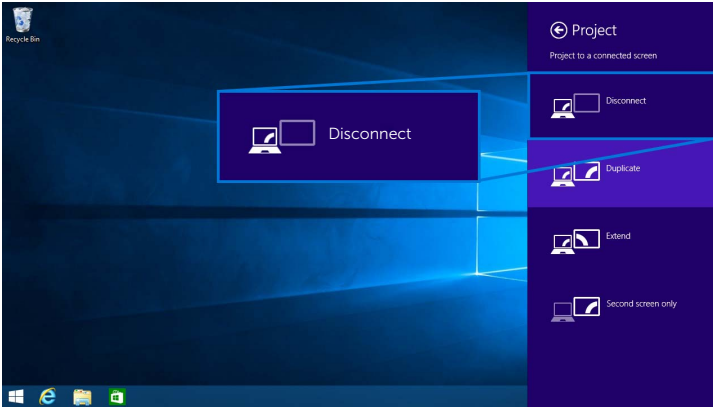 Recycle Bin
Project
Project to a connected screen
Disconnect
Disconnect
Duplicate
Extend
Second screen only